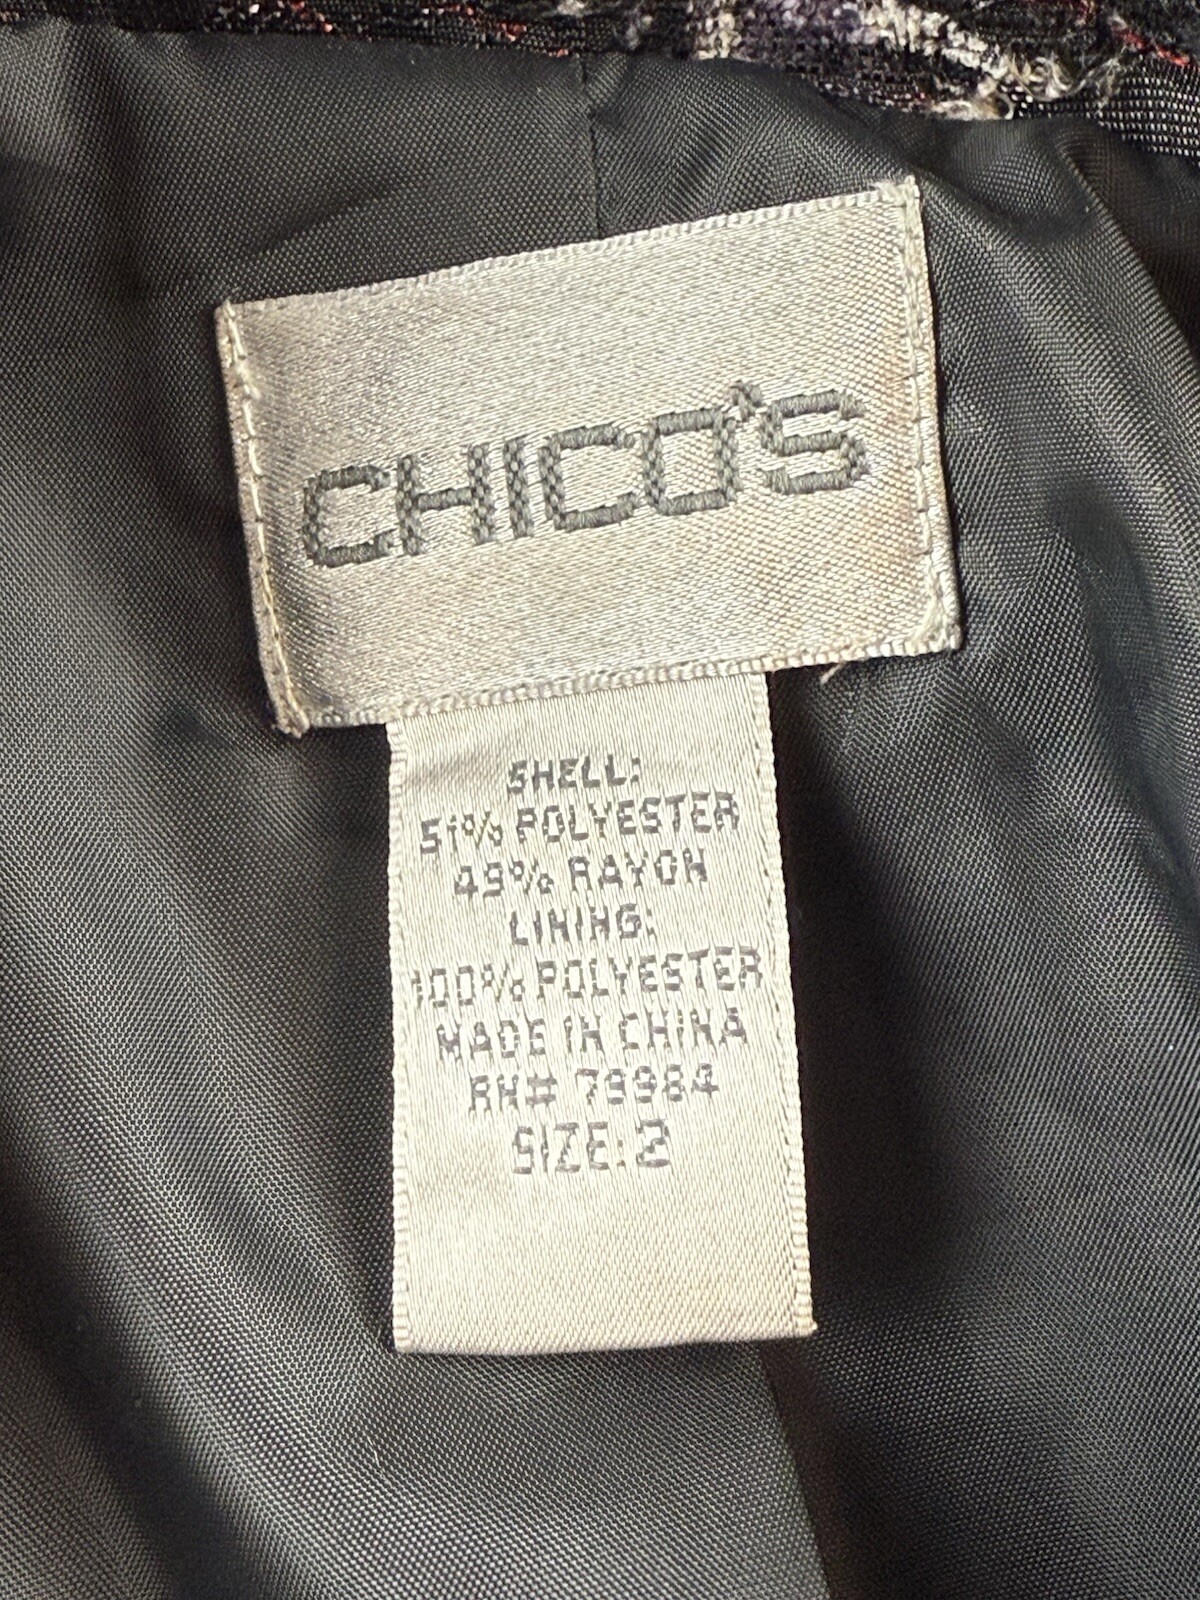 CHICO'S
SHELL:
51% POLYESTER
49% RAYON
LINING:
100% POLYESTER
MADE IN CHINA
RN# 79984
SIZE: 2